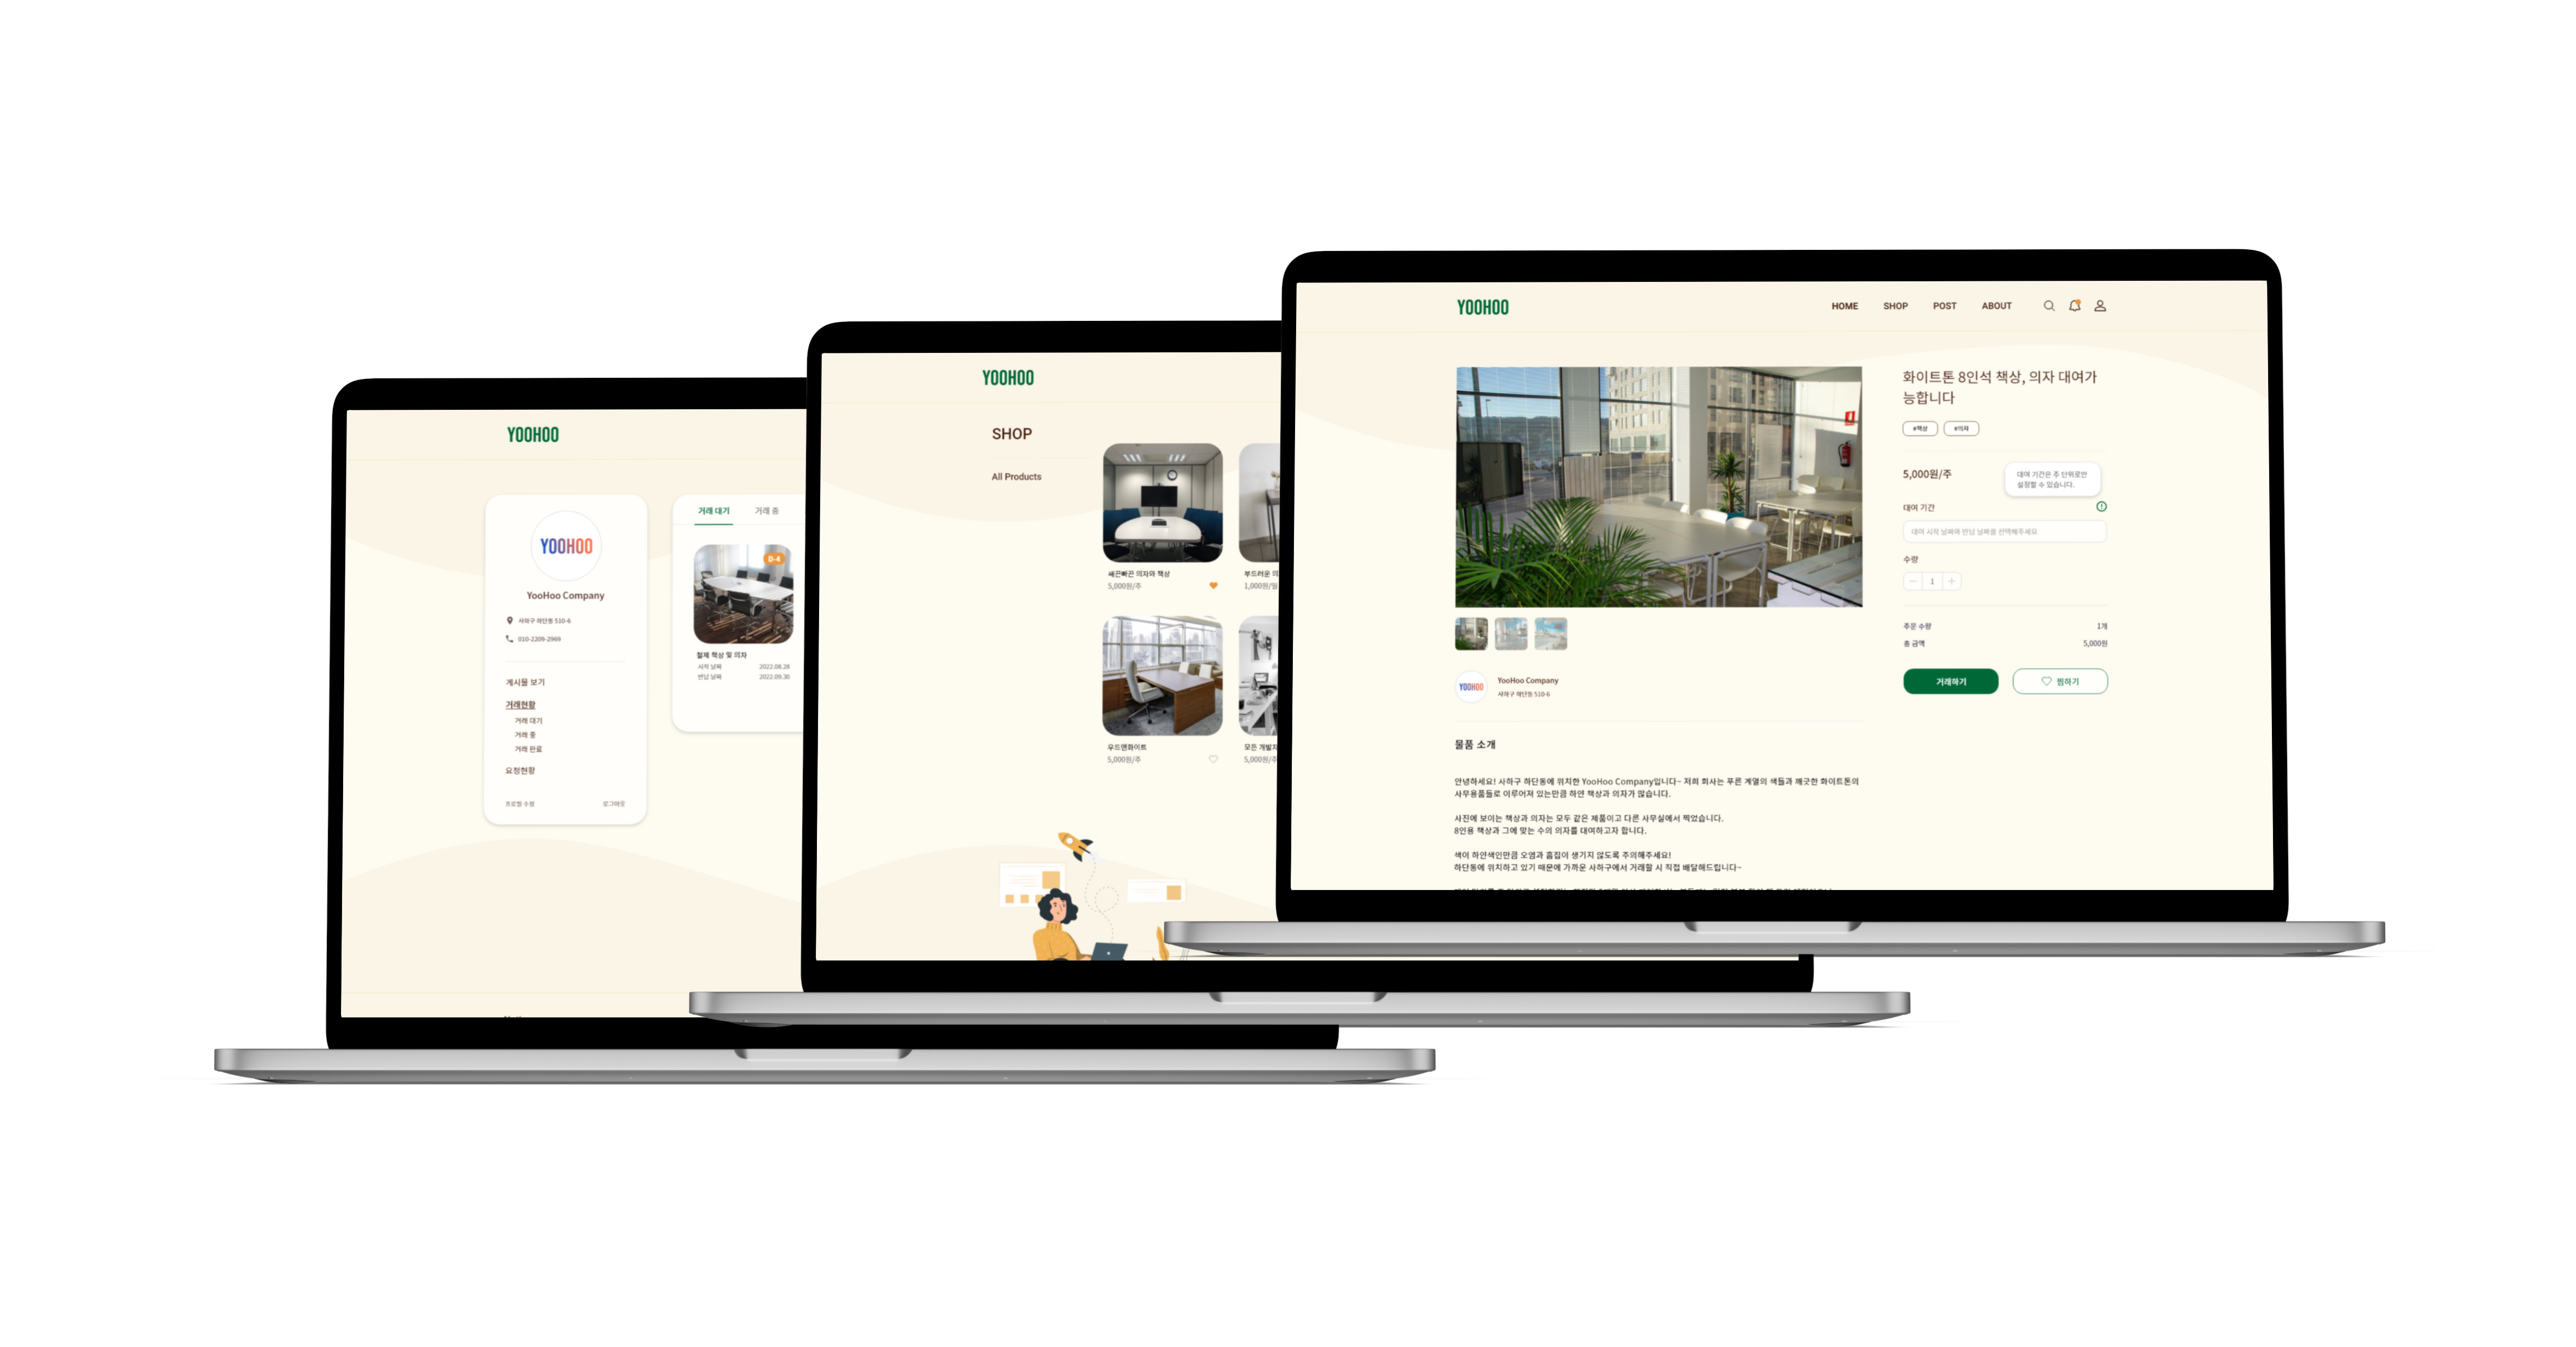 YOOHOO
YOOHOO
YooHoo Company
사하구 하단동 510-6
010-2209-2969
게시물 보기
거래현황
거래 대기
거래 중
거래 완료
요청현황
프로필 수정
로그아웃
거래 대기
거래 중
D-4
철제 책상 및 의자
시작 날짜
2022.08.28
반납 날짜
2022.09.30
YOOHOO
SHOP
All Products
새끈빠끈 의자와 책상
5,000원/주
부드러운 의
우드앤화이트
5,000원/주
모든 개발자
5,000원/주
YOOHOO
HOME
SHOP
POST
ABOUT
화이트톤 8인석 책상, 의자 대여가
능합니다
#책상
#의자
5,000원/주
대여 기간은 주 단위로만
설정할 수 있습니다.
대여 기간
대여 시작 날짜와 반납 날짜를 선택해주세요
수량
1
주문 수량
1개
총 금액
5,000원
거래하기
찜하기
YOOHOO
YooHoo Company
사하구 하단동 510-6
물품 소개
안녕하세요! 사하구 하단동에 위치한 YooHoo Company입니다~ 저희 회사는 푸른 계열의 색들과 깨긋한 화이트톤의
사무용품들로 이루어져 있는만큼 하얀 책상과 의자가 많습니다.
사진에 보이는 책상과 의자는 모두 같은 제품이고 다른 사무실에서 찍었습니다.
8인용 책상과 그에 맞는 수의 의자를 대여하고자 합니다.
색이 하얀색인만큼 오염과 흠집이 생기지 않도록 주의해주세요!
하단동에 위치하고 있기 때문에 가까운 사하구에서 거래할 시 직접 배달해드립니다~